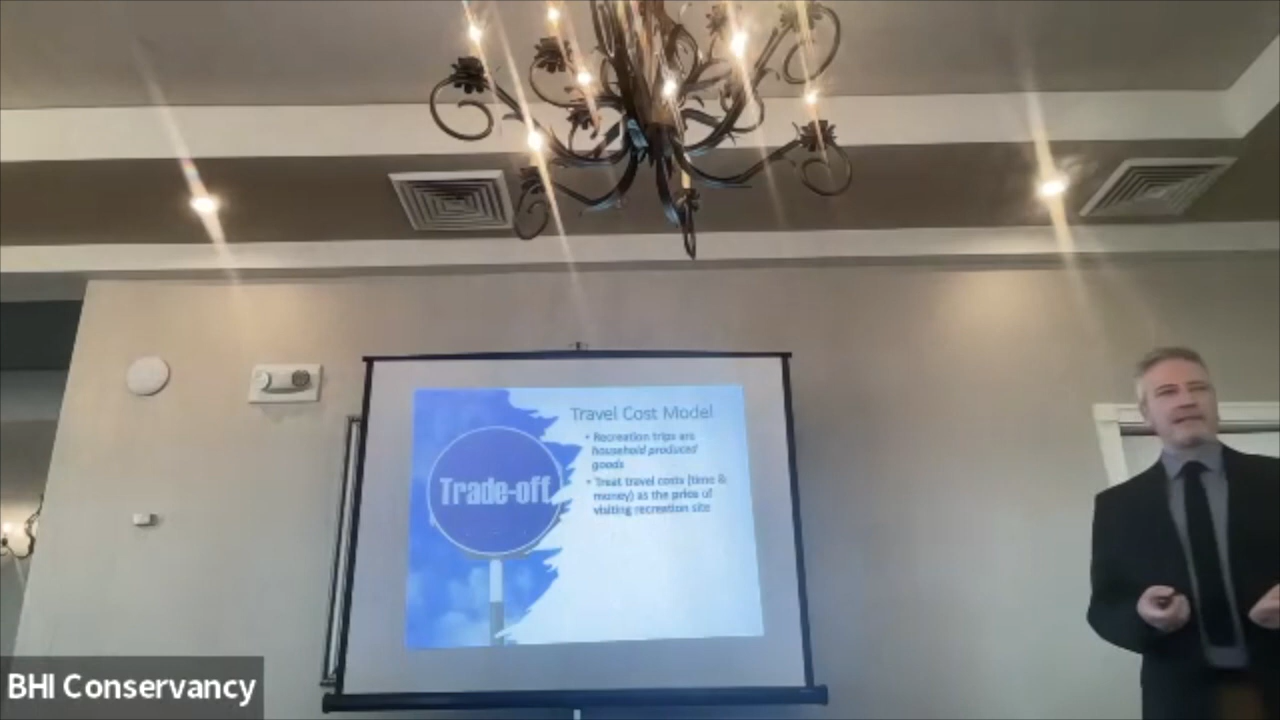 Travel Cost Model
• Recreation trips are
household produced
goods
• Treat travel costs (time &
money) as the price of
visiting recreation site
Trade-off
BHI Conservancy